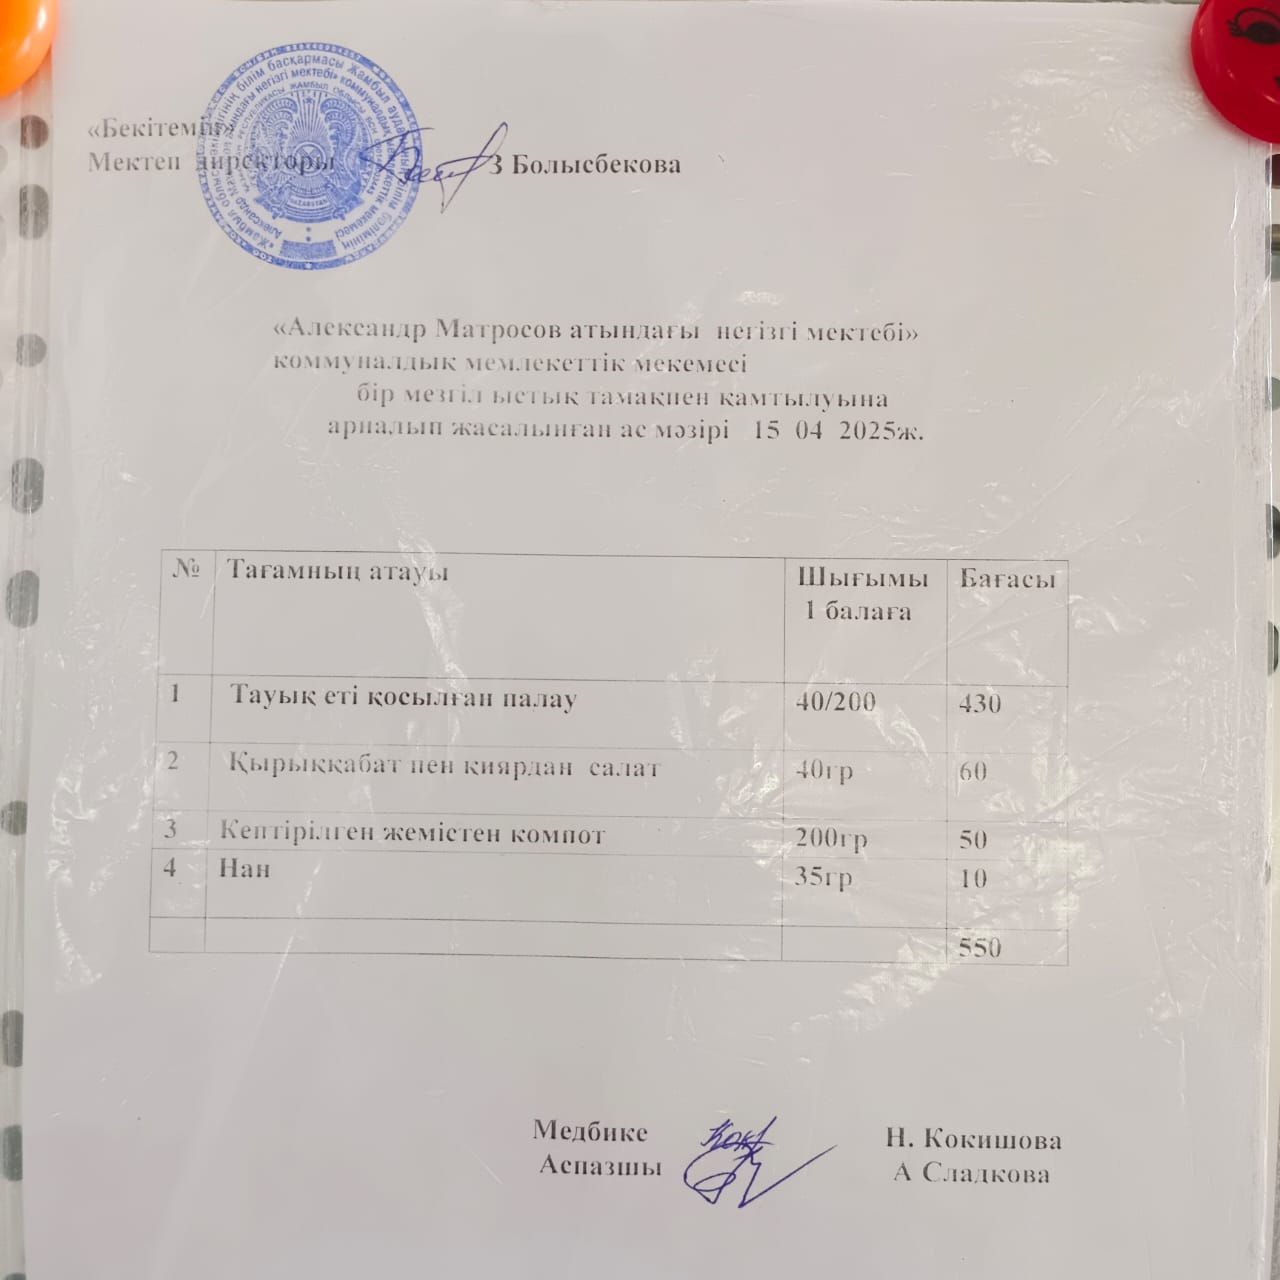 «Бекітемін»
Мектеп директоры З Болысбекова
«Александр Матросов атындағы негізгі мектебі»
коммуналдық мемлекеттік мекемесі
бір мезгіл ыстық тамақпен қамтылуына
арналып жасалынған ас мәзірі 15 04 2025ж.
№ Тағамның атауы Шығымы Бағасы
1 балаға
1 Тауық еті қосылған палау 40/200 430
2 Қырыққабат пен қиярдан салат 40гр 60
3 Кептірілген жемістен компот 200гр 50
4 Нан 35гр 10
550
Медбике Н. Кокишова
Аспазшы А Сладкова